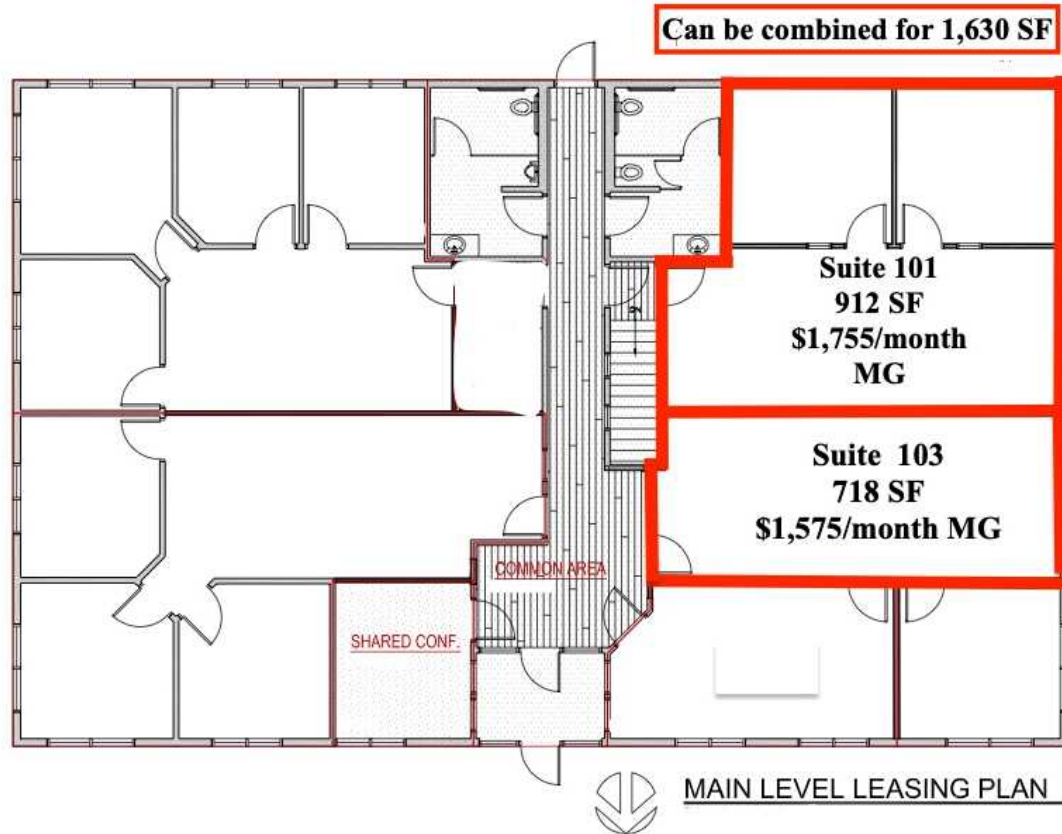 Can be combined for 1,630 SF
Suite 101
912 SF
$1,755/month
MG
Suite 103
718 SF
$1,575/month MG
COMMON AREA
SHARED CONF.
MAIN LEVEL LEASING PLAN